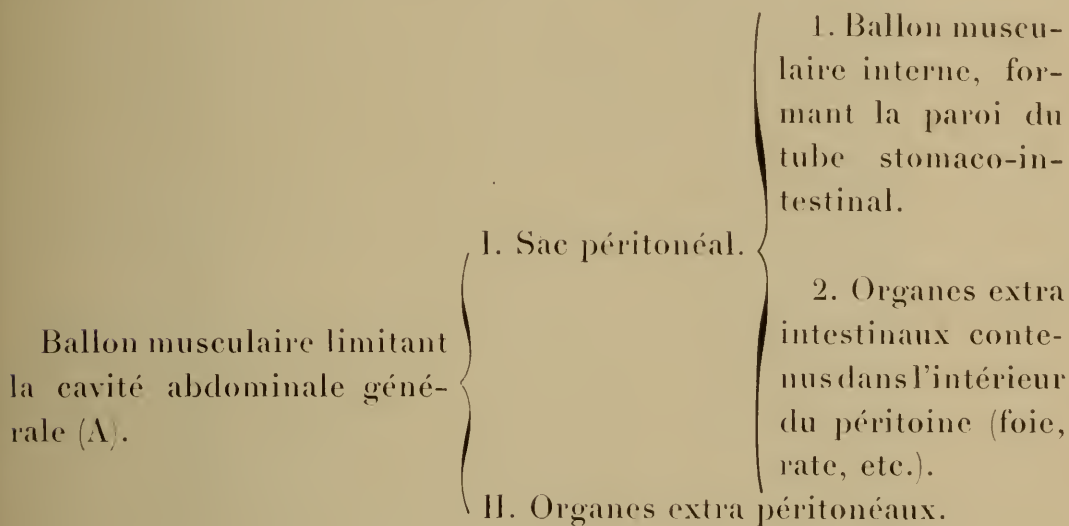 Ballon musculaire limitant
la cavité abdominale géné-
rale (A).
I. Sac péritonéal.
1. Ballon muscu-
laire interne, for-
mant la paroi du
tube stomaco-in-
testinal.
2. Organes extra
intestinaux conte-
nus dans l'intérieur
du péritoine (foie,
rate, etc.).
II. Organes extra péritonéaux.